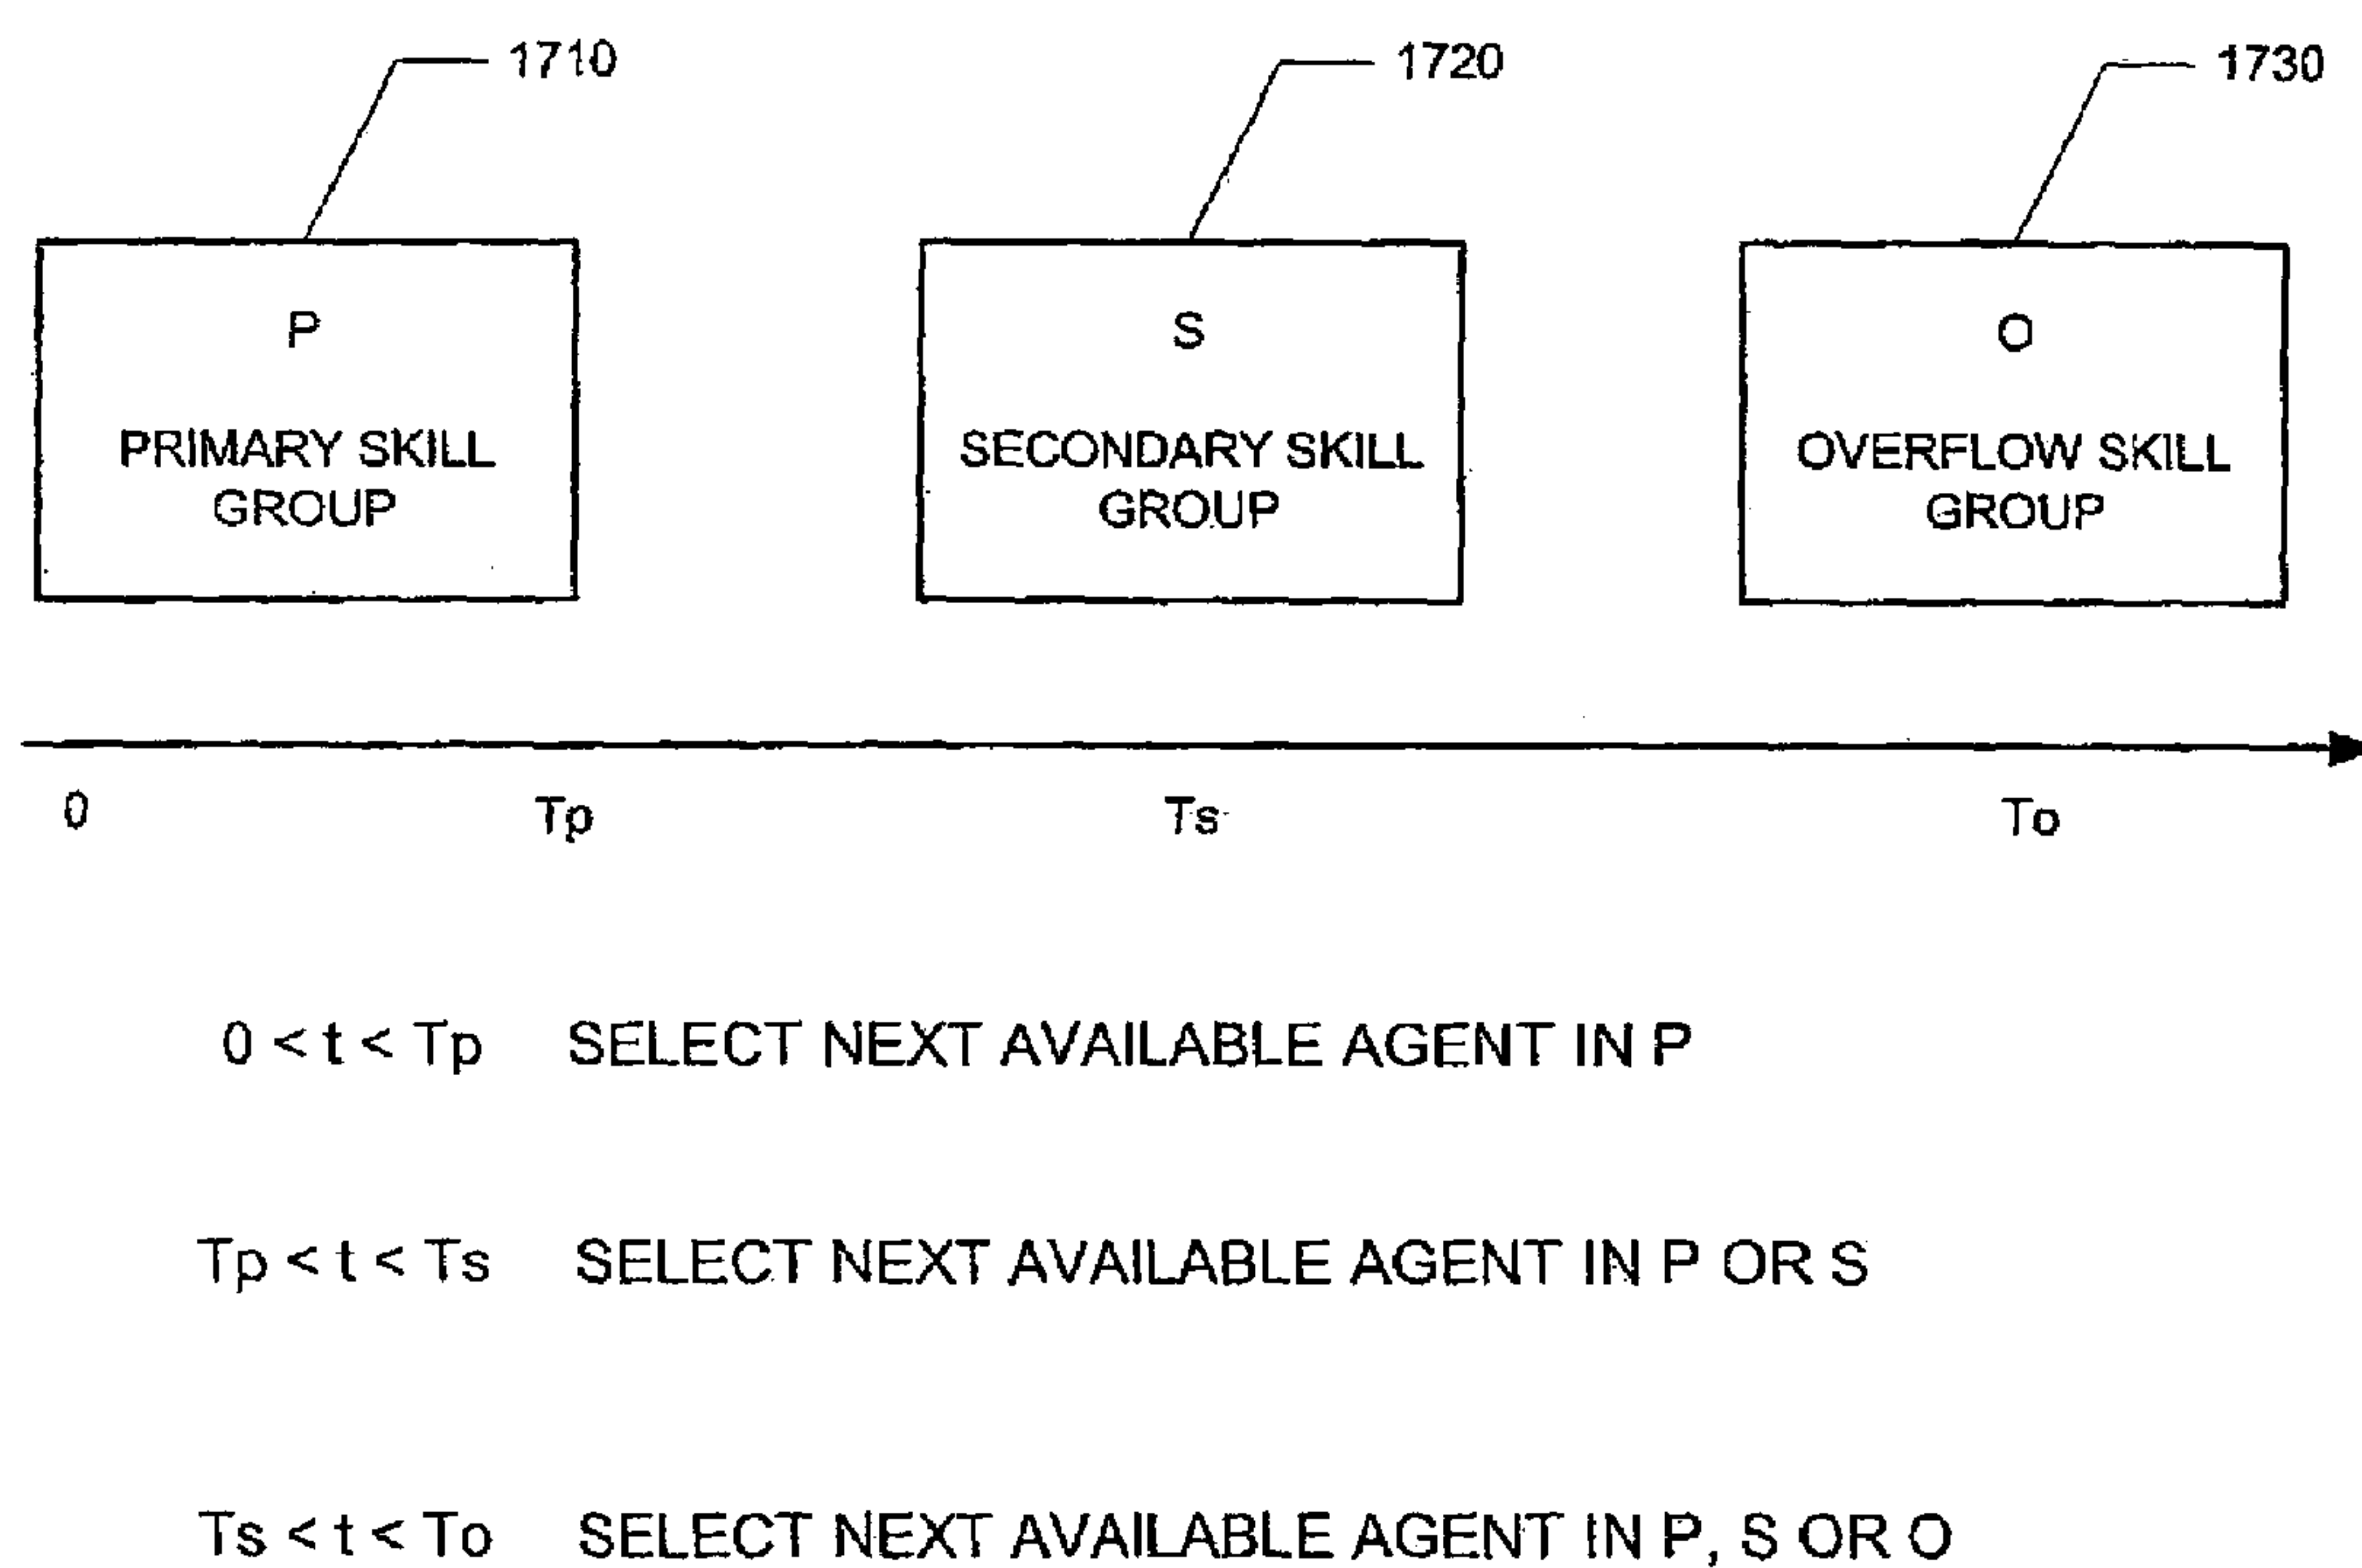 1710
1720
1730
P
PRIMARY SKILL
GROUP
S
SECONDARY SKILL
GROUP
O
OVERFLOW SKILL
GROUP
0
Tp
Ts
To
0 < t < Tp SELECT NEXT AVAILABLE AGENT IN P
Tp < t < Ts SELECT NEXT AVAILABLE AGENT IN P OR S
Ts < t < To SELECT NEXT AVAILABLE AGENT IN P, S OR O